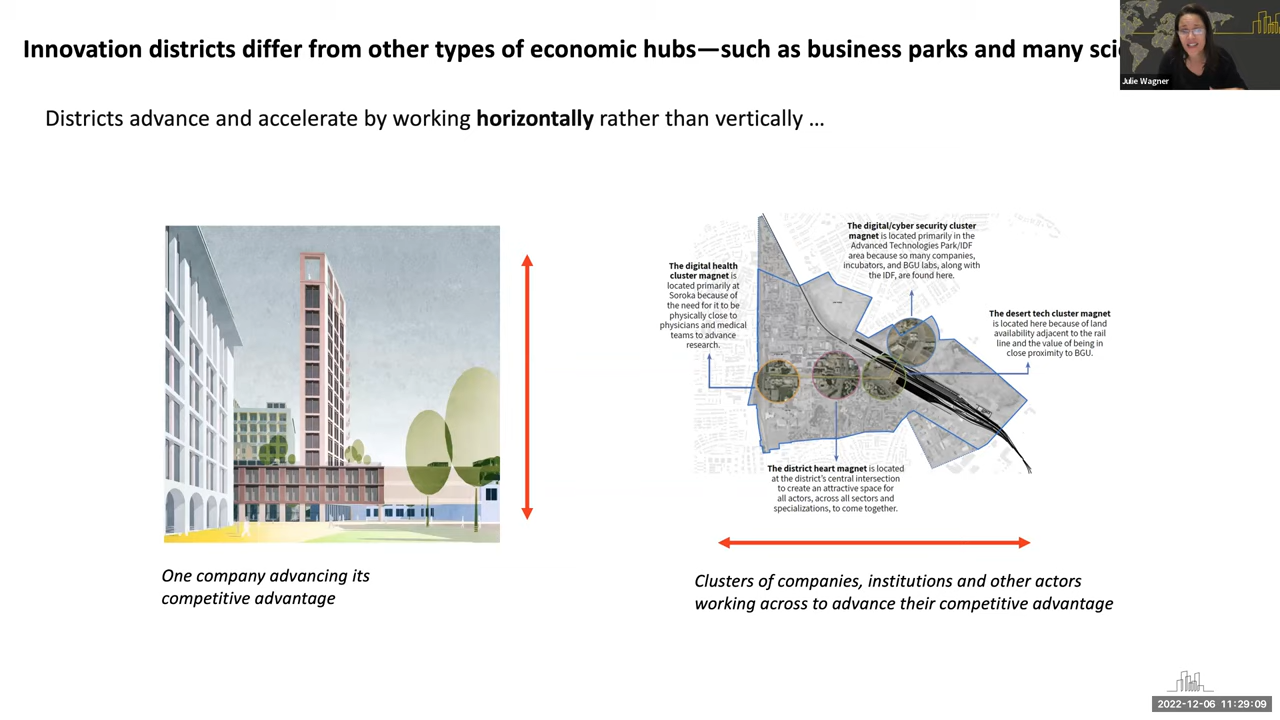 Innovation districts differ from other types of economic hubs—such as business parks and many sci
Julie Wagner
Districts advance and accelerate by working horizontally rather than vertically ...
The digital health
cluster magnet is
located primarily at
Soroka because of
the need for it to be
physically close to
physicians and medical
teams to advance
research.
The digital/cyber security cluster
magnet is located primarily in the
Advanced Technologies Park/IDF
area because so many companies,
incubators, and BGU labs, along with
the IDF, are found here.
The desert tech cluster magnet
is located here because of land
availability adjacent to the rail
line and the value of being in
close proximity to BGU.
The district heart magnet is located
at the district's central intersection
to create an attractive space for
all actors, across all sectors and
specializations, to come together.
One company advancing its
competitive advantage
Clusters of companies, institutions and other actors
working across to advance their competitive advantage
2022-12-06 11:29:09